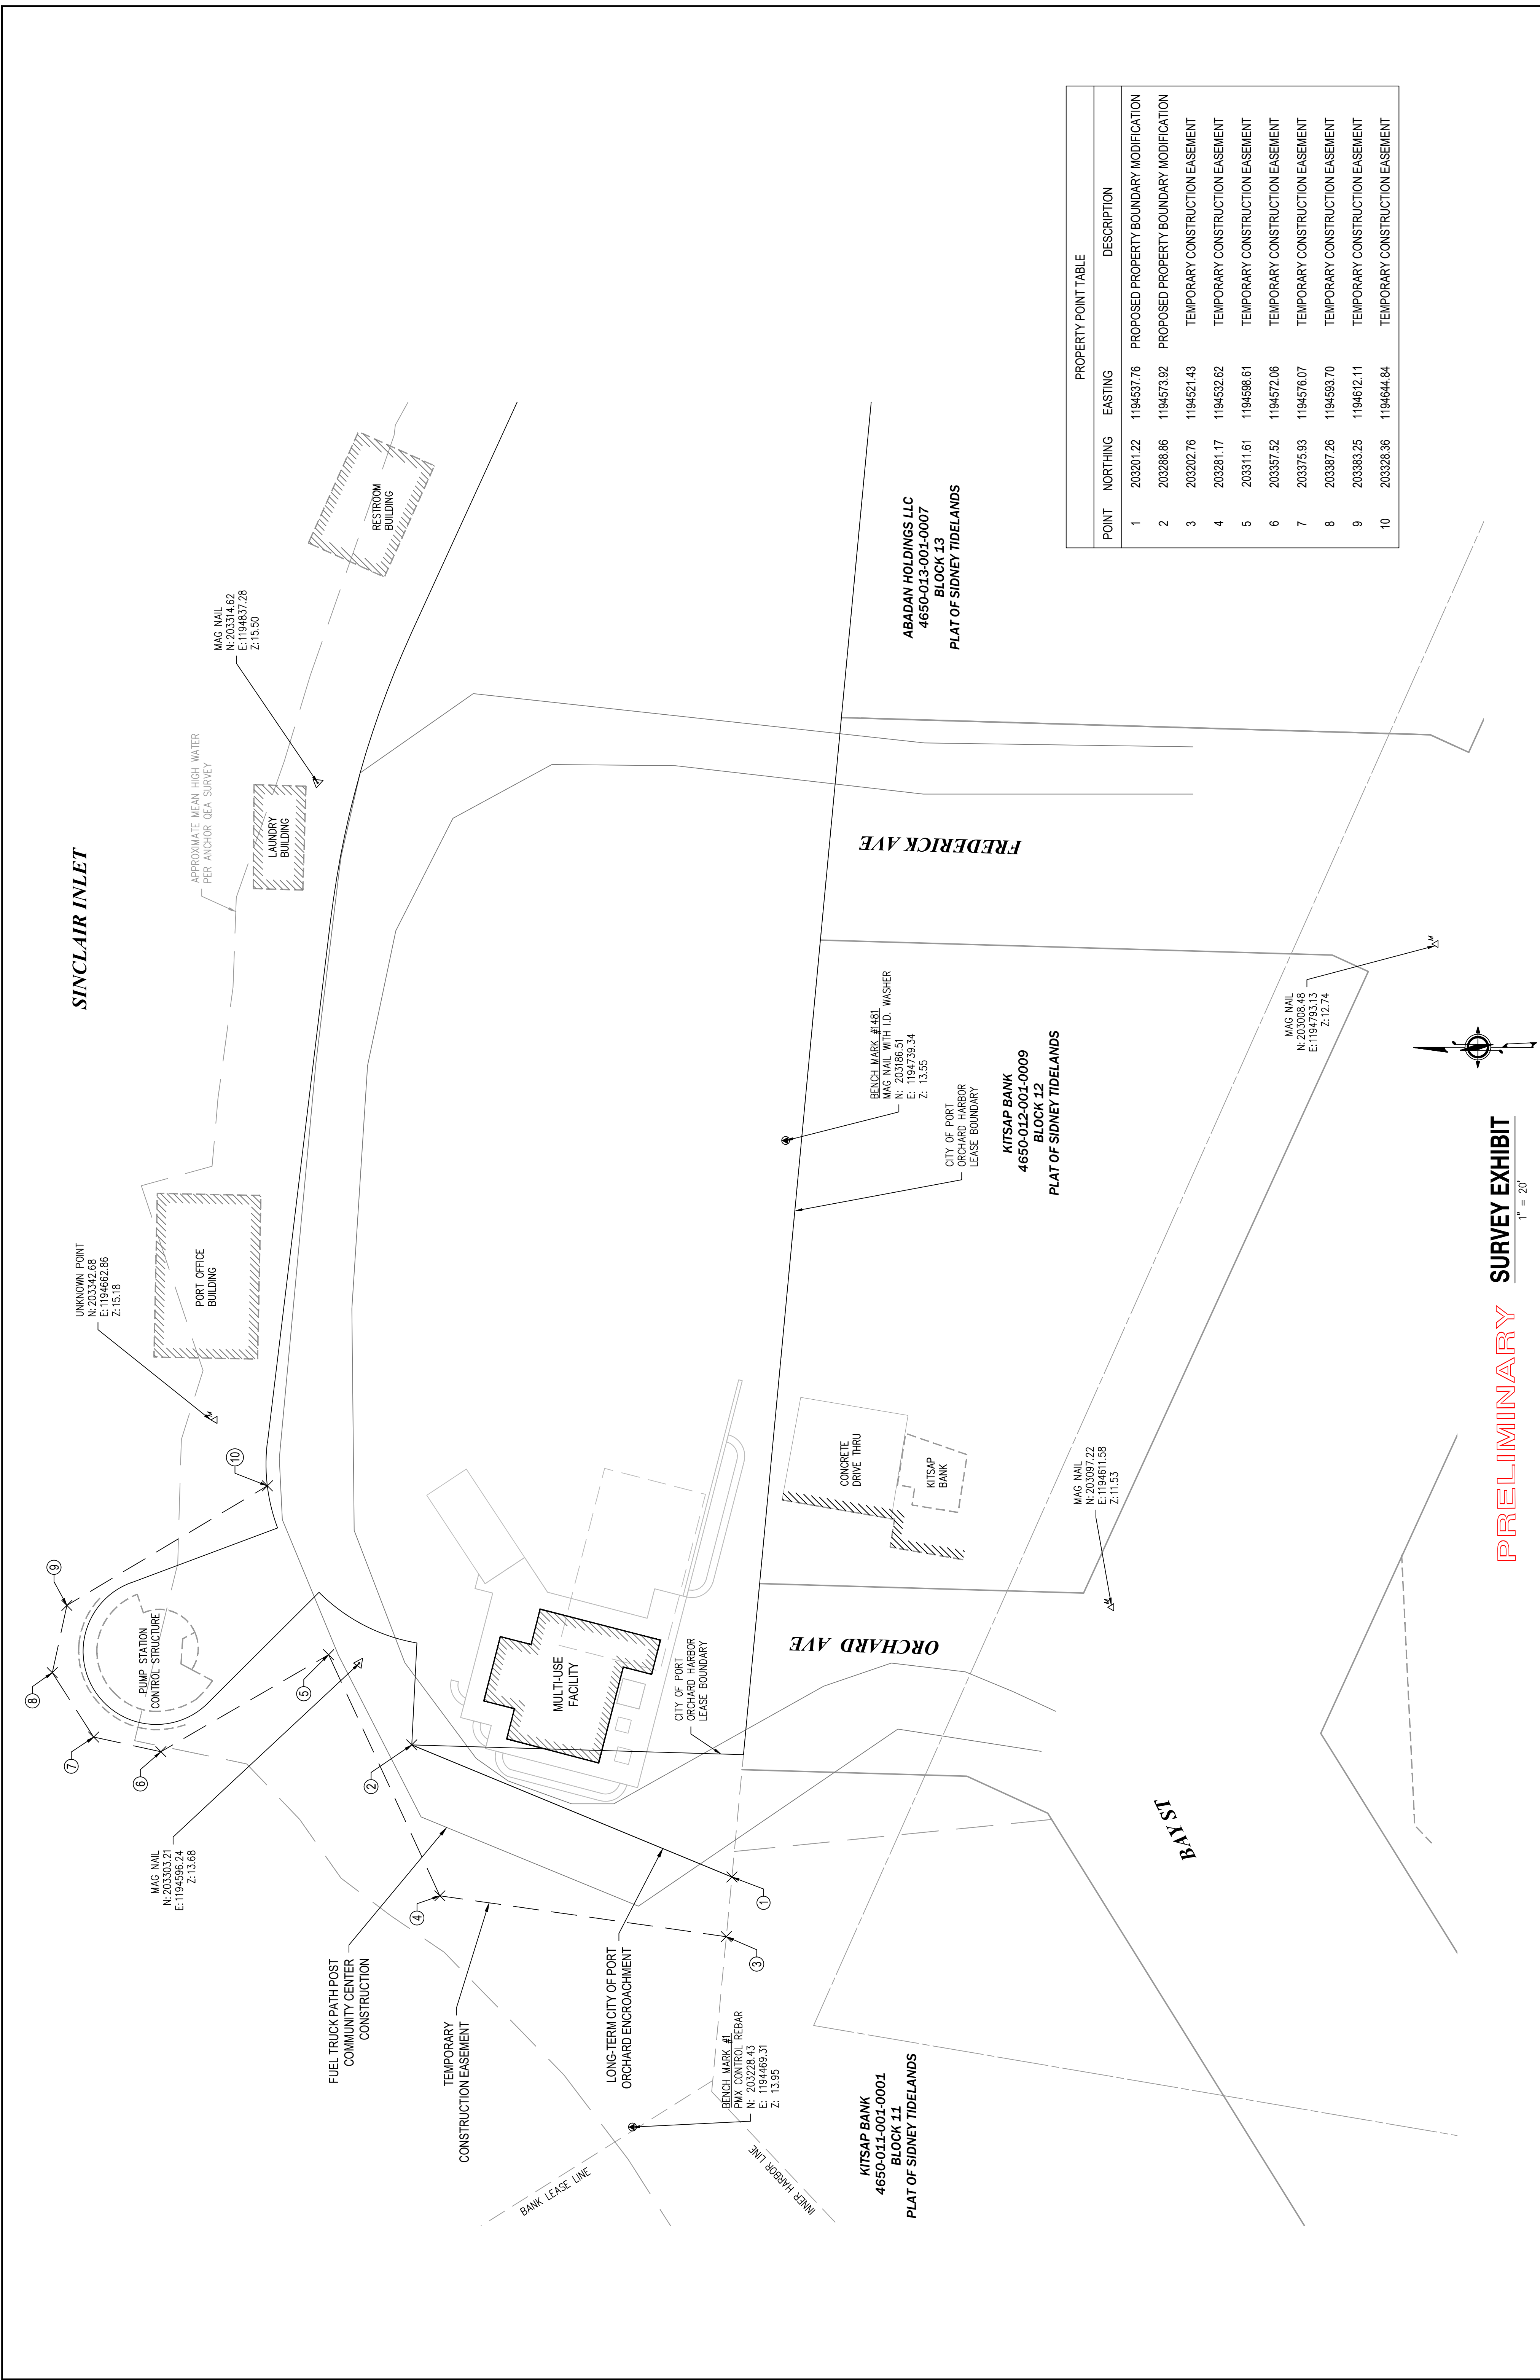 SINCLAIR INLET
UNKNOWN POINT
N:203342.68
E:1194662.86
Z:15.18
APPROXIMATE MEAN HIGH WATER
PER ANCHOR QEA SURVEY
MAG NAIL
N:203314.62
E:1194837.28
Z:15.50
8
9
7
6
10
5
2
4
1
3
PUMP STATION
CONTROL STRUCTURE
PORT OFFICE
BUILDING
LAUNDRY
BUILDING
RESTROOM
BUILDING
MAG NAIL
N:203303.21
E:1194596.24
Z:13.68
FUEL TRUCK PATH POST
COMMUNITY CENTER
CONSTRUCTION
TEMPORARY
CONSTRUCTION EASEMENT
LONG-TERM CITY OF PORT
ORCHARD ENCROACHMENT
MULTI-USE
FACILITY
CITY OF PORT
ORCHARD HARBOR
LEASE BOUNDARY
BANK LEASE LINE
BENCH MARK #1
PMX CONTROL REBAR
N: 203228.43
E: 1194469.31
Z: 13.95
INNER HARBOR LINE
KITSAP BANK
4650-011-001-0001
BLOCK 11
PLAT OF SIDNEY TIDELANDS
ORCHARD AVE
CONCRETE
DRIVE THRU
KITSAP
BANK
BENCH MARK #1481
MAG NAIL WITH I.D. WASHER
N: 203186.51
E: 1194739.34
Z: 13.55
CITY OF PORT
ORCHARD HARBOR
LEASE BOUNDARY
KITSAP BANK
4650-012-001-0009
BLOCK 12
PLAT OF SIDNEY TIDELANDS
FREDERICK AVE
ABADAN HOLDINGS LLC
4650-013-001-0007
BLOCK 13
PLAT OF SIDNEY TIDELANDS
MAG NAIL
N:203097.22
E:1194611.58
Z:11.53
BAY ST
MAG NAIL
N:203008.48
E:1194793.13
Z:12.74
PROPERTY POINT TABLE
POINT NORTHING EASTING DESCRIPTION
1 203201.22 1194537.76 PROPOSED PROPERTY BOUNDARY MODIFICATION
2 203288.86 1194573.92 PROPOSED PROPERTY BOUNDARY MODIFICATION
3 203202.76 1194521.43 TEMPORARY CONSTRUCTION EASEMENT
4 203281.17 1194532.62 TEMPORARY CONSTRUCTION EASEMENT
5 203311.61 1194598.61 TEMPORARY CONSTRUCTION EASEMENT
6 203357.52 1194572.06 TEMPORARY CONSTRUCTION EASEMENT
7 203375.93 1194576.07 TEMPORARY CONSTRUCTION EASEMENT
8 203387.26 1194593.70 TEMPORARY CONSTRUCTION EASEMENT
9 203383.25 1194612.11 TEMPORARY CONSTRUCTION EASEMENT
10 203328.36 1194644.84 TEMPORARY CONSTRUCTION EASEMENT
PRELIMINARY
SURVEY EXHIBIT
1" = 20'